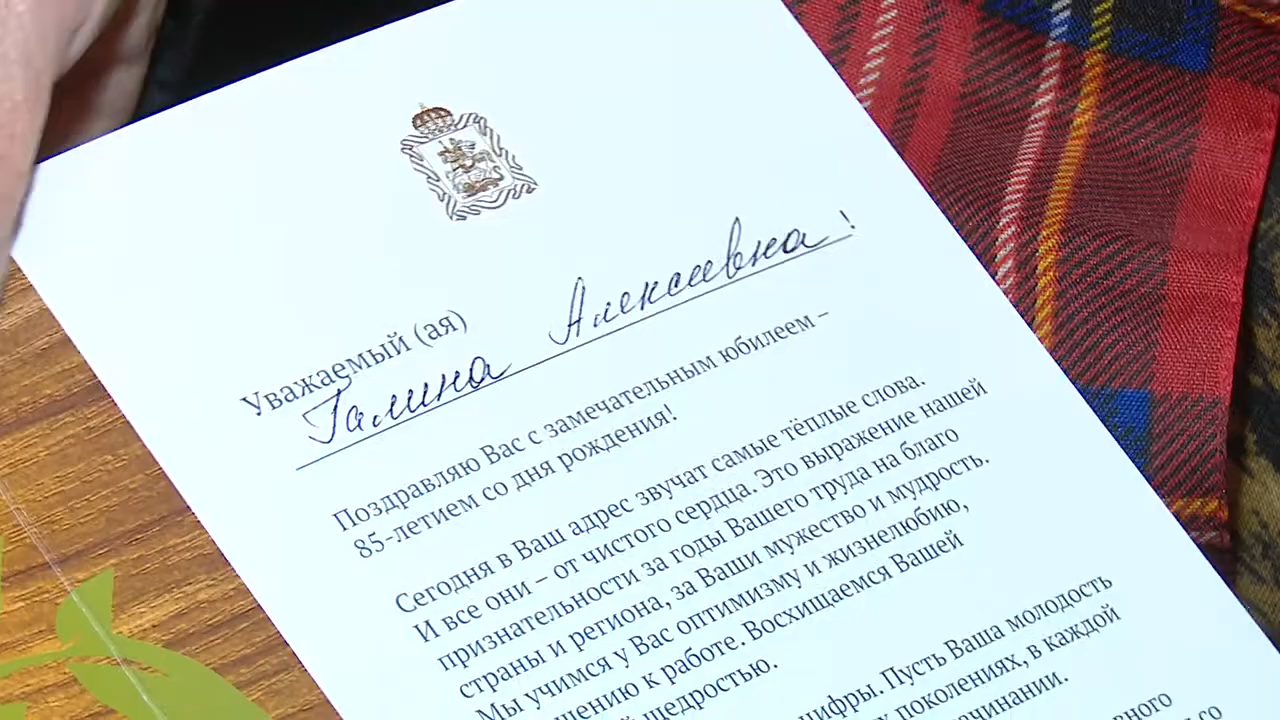 Уважаемый (ая)
Галина Алексеевна!
Поздравляю Вас с замечательным юбилеем –
85-летием со дня рождения!
Сегодня в Ваш адрес звучат самые тёплые слова.
И все они – от чистого сердца. Это выражение нашей
признательности за годы Вашего труда на благо
страны и региона, за Ваши мужество и мудрость.
Мы учимся у Вас оптимизму и жизнелюбию,
к работе. Восхищаемся Вашей
щедростью.
цифры. Пусть Ваша молодость
поколениях, в каждой